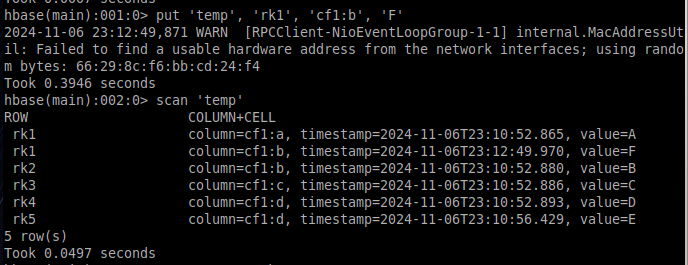 Took 0.0007 seconds
hbase(main):001:0> put 'temp', 'rk1', 'cf1:b', 'F'
2024-11-06 23:12:49,871 WARN  [RPCClient-NioEventLoopGroup-1-1] internal.MacAddressUt
il: Failed to find a usable hardware address from the network interfaces; using rando
m bytes: 66:29:8c:f6:bb:cd:24:f4
Took 0.3946 seconds
hbase(main):002:0> scan 'temp'
ROW                    COLUMN+CELL
 rk1                   column=cf1:a, timestamp=2024-11-06T23:10:52.865, value=A
 rk1                   column=cf1:b, timestamp=2024-11-06T23:12:49.970, value=F
 rk2                   column=cf1:b, timestamp=2024-11-06T23:10:52.880, value=B
 rk3                   column=cf1:c, timestamp=2024-11-06T23:10:52.886, value=C
 rk4                   column=cf1:d, timestamp=2024-11-06T23:10:52.893, value=D
 rk5                   column=cf1:d, timestamp=2024-11-06T23:10:56.429, value=E
5 row(s)
Took 0.0497 seconds